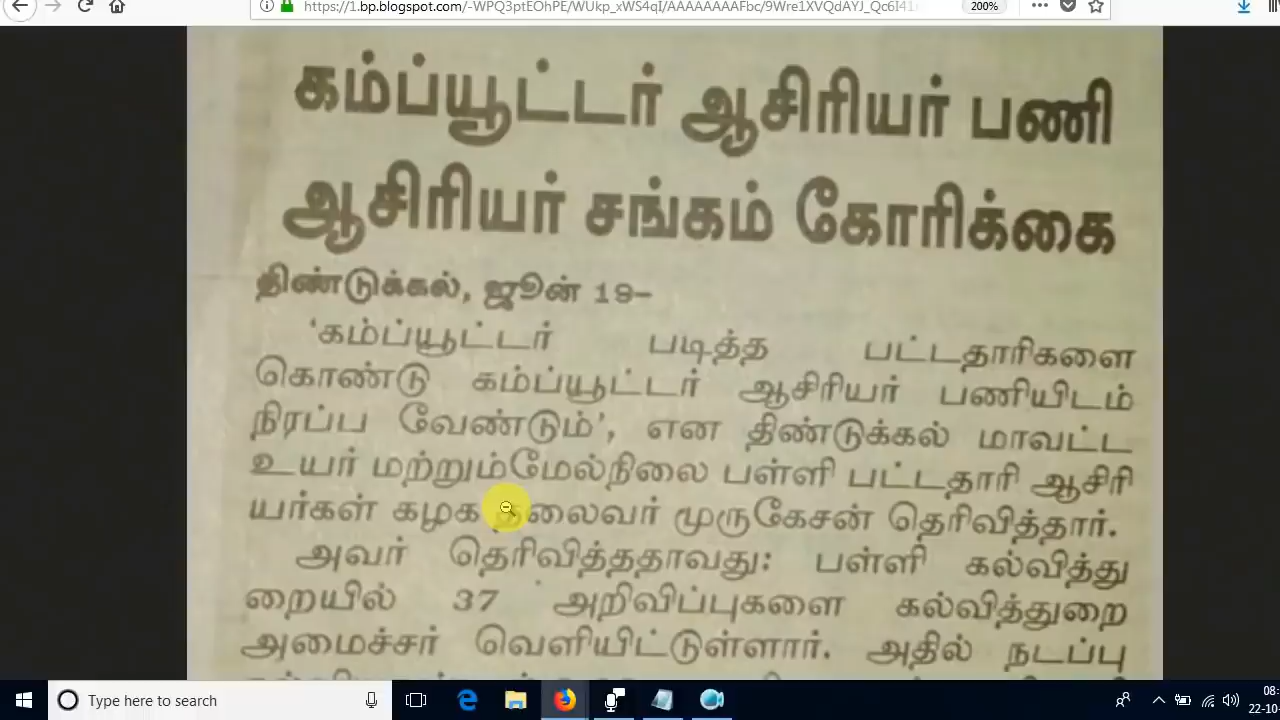 https://1.bp.blogspot.com/-WPQ3ptEOhPE/WUkp_xWS4qI/AAAAAAAAFbc/9Wre1XVQdAYJ_Qc6I41
200%
கம்ப்யூட்டர் ஆசிரியர் பணி
ஆசிரியர் சங்கம் கோரிக்கை
திண்டுக்கல், ஜூன் 19–
‘கம்ப்யூட்டர் படித்த பட்டதாரிகளை
கொண்டு கம்ப்யூட்டர் ஆசிரியர் பணியிடம்
நிரப்ப வேண்டும்’, என திண்டுக்கல் மாவட்ட
உயர் மற்றும்மேல்நிலை பள்ளி பட்டதாரி ஆசிரி
யர்கள் கழக தலைவர் முருகேசன் தெரிவித்தார்.
அவர் தெரிவித்ததாவது: பள்ளி கல்வித்து
றையில் 37 அறிவிப்புகளை கல்வித்துறை
அமைச்சர் வெளியிட்டுள்ளார். அதில் நடப்பு
Type here to search
08:
22-10-